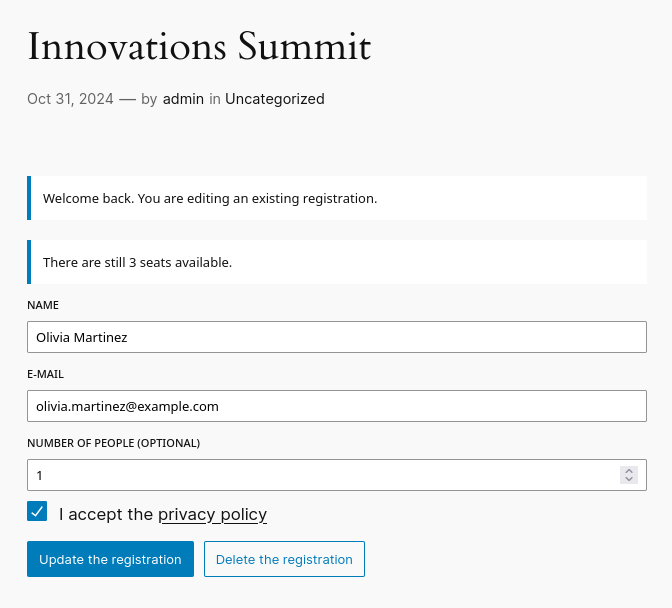 Innovations Summit
Oct 31, 2024 — by admin in Uncategorized
Welcome back. You are editing an existing registration.
There are still 3 seats available.
NAME
Olivia Martinez
E-MAIL
olivia.martinez@example.com
NUMBER OF PEOPLE (OPTIONAL)
1
I accept the privacy policy
Update the registration Delete the registration